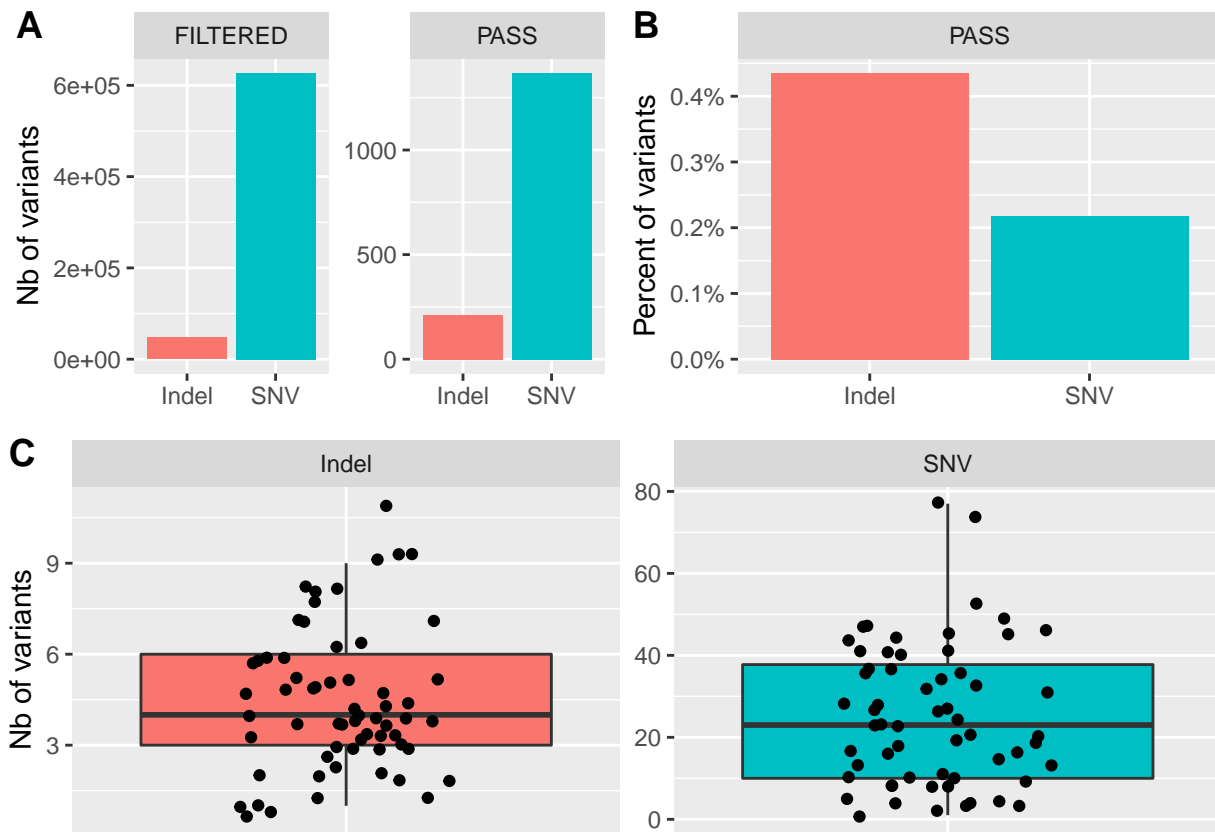 A
FILTERED
PASS
Nb of variants
6e+05
4e+05
2e+05
0e+00
Indel
SNV
1000
500
0
Indel
SNV
B
PASS
Percent of variants
0.4%
0.3%
0.2%
0.1%
0.0%
Indel
SNV
C
Indel
Nb of variants
9
6
3
SNV
80
60
40
20
0